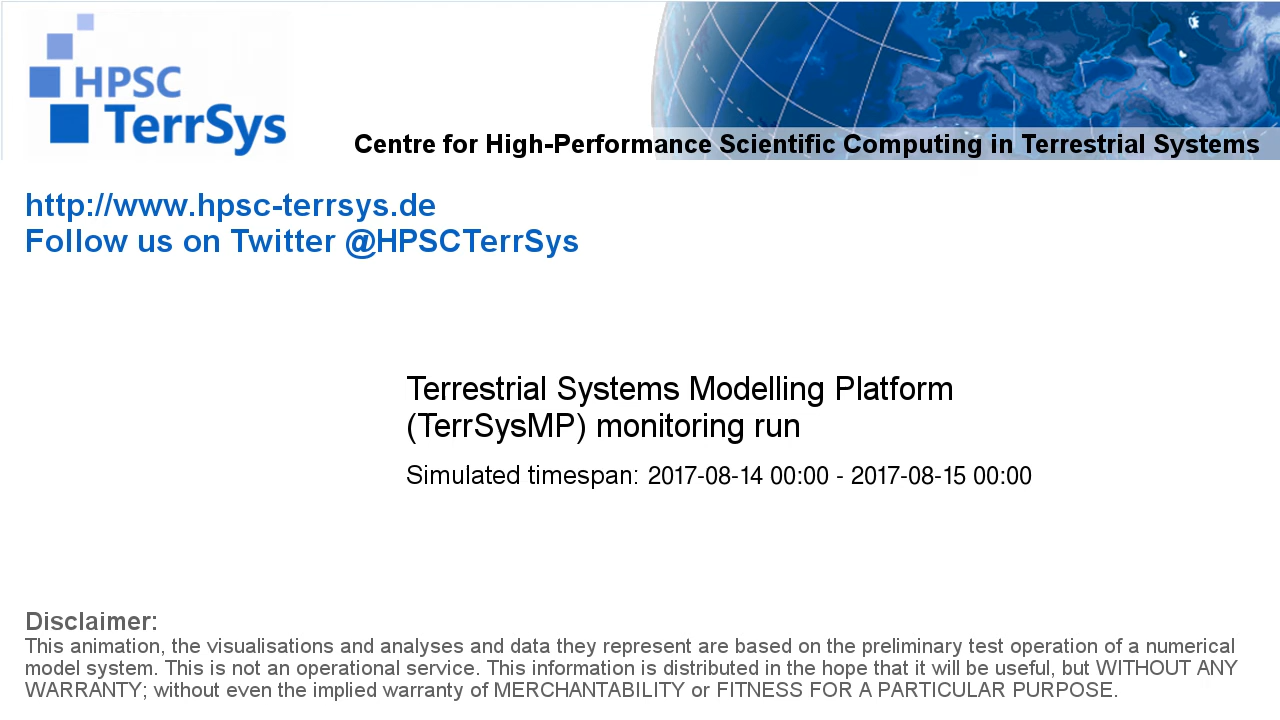 HPSC
TerrSys
Centre for High-Performance Scientific Computing in Terrestrial Systems
http://www.hpsc-terrsys.de
Follow us on Twitter @HPSCTerrSys
Terrestrial Systems Modelling Platform
(TerrSysMP) monitoring run
Simulated timespan: 2017-08-14 00:00 - 2017-08-15 00:00
Disclaimer:
This animation, the visualisations and analyses and data they represent are based on the preliminary test operation of a numerical
model system. This is not an operational service. This information is distributed in the hope that it will be useful, but WITHOUT ANY
WARRANTY; without even the implied warranty of MERCHANTABILITY or FITNESS FOR A PARTICULAR PURPOSE.